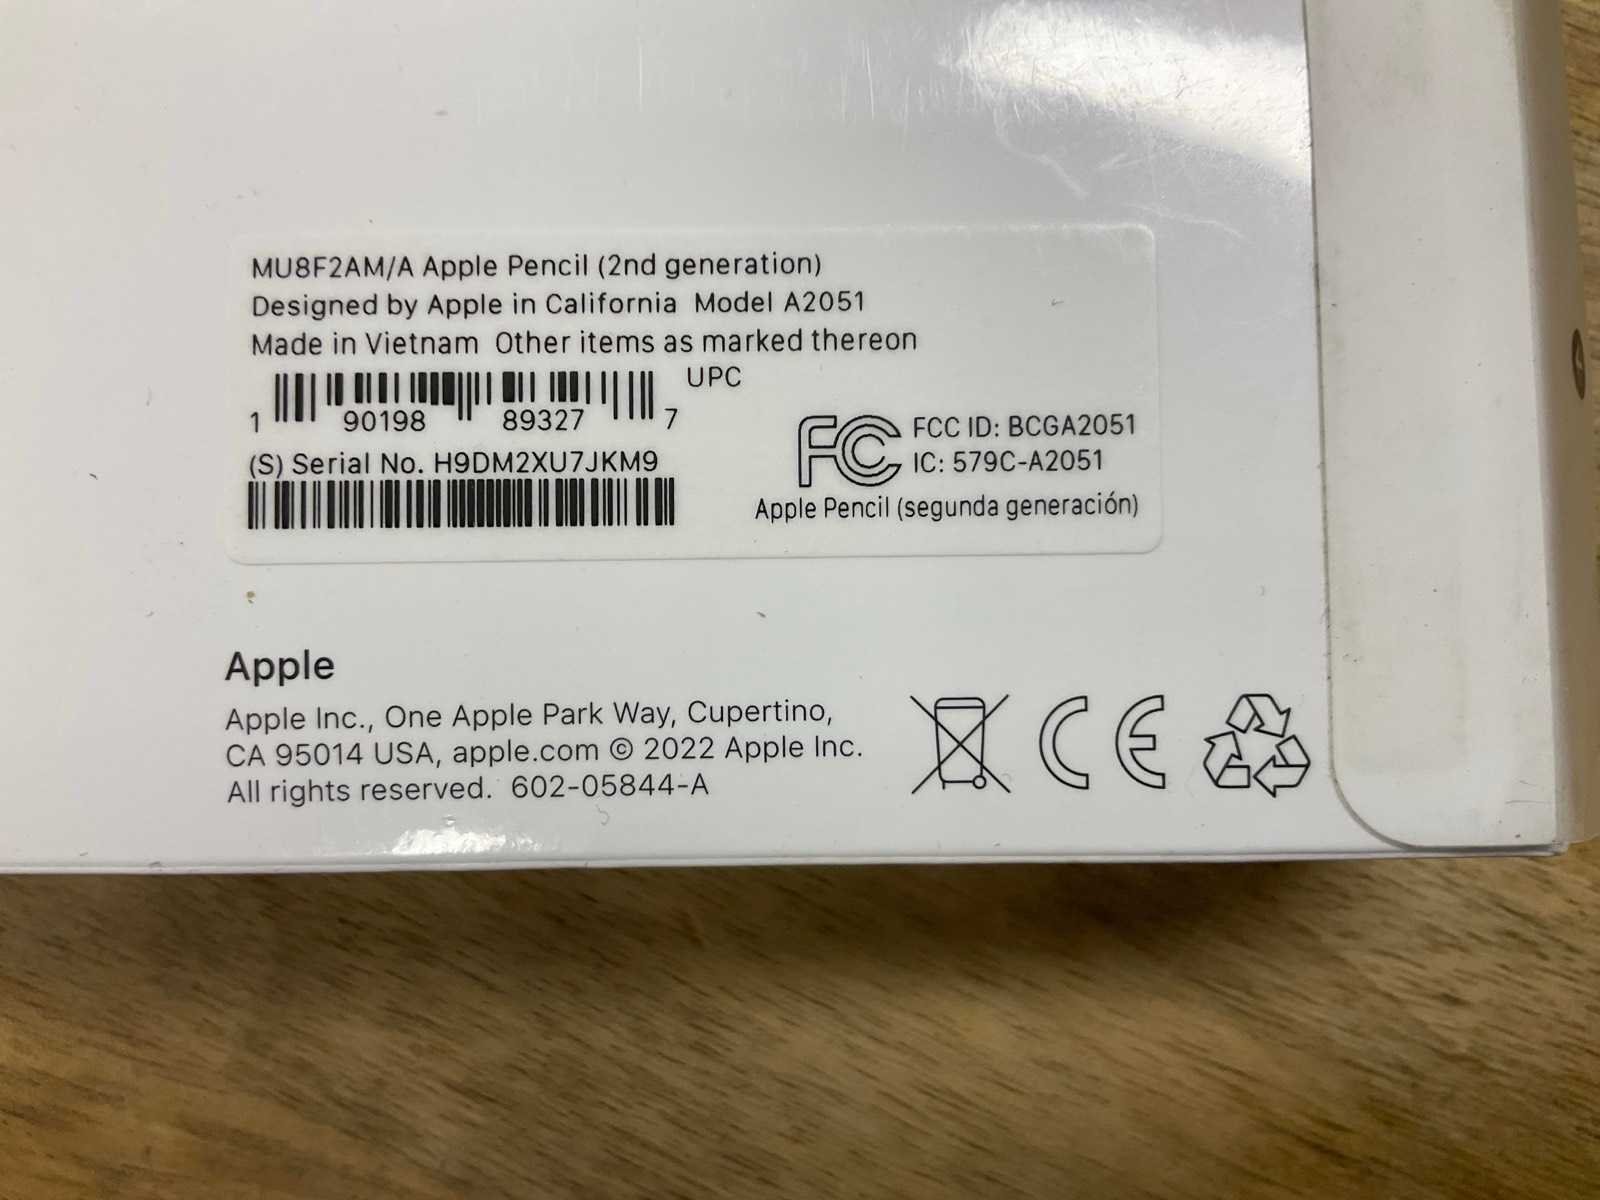 MU8F2AM/A Apple Pencil (2nd generation)
Designed by Apple in California Model A2051
Made in Vietnam Other items as marked thereon
UPC
1 90198 89327 7
(S) Serial No. H9DM2XU7JKM9
FC FCC ID: BCGA2051
IC: 579C-A2051
Apple Pencil (segunda generación)
Apple
Apple Inc., One Apple Park Way, Cupertino,
CA 95014 USA, apple.com © 2022 Apple Inc.
All rights reserved. 602-05844-A
CE